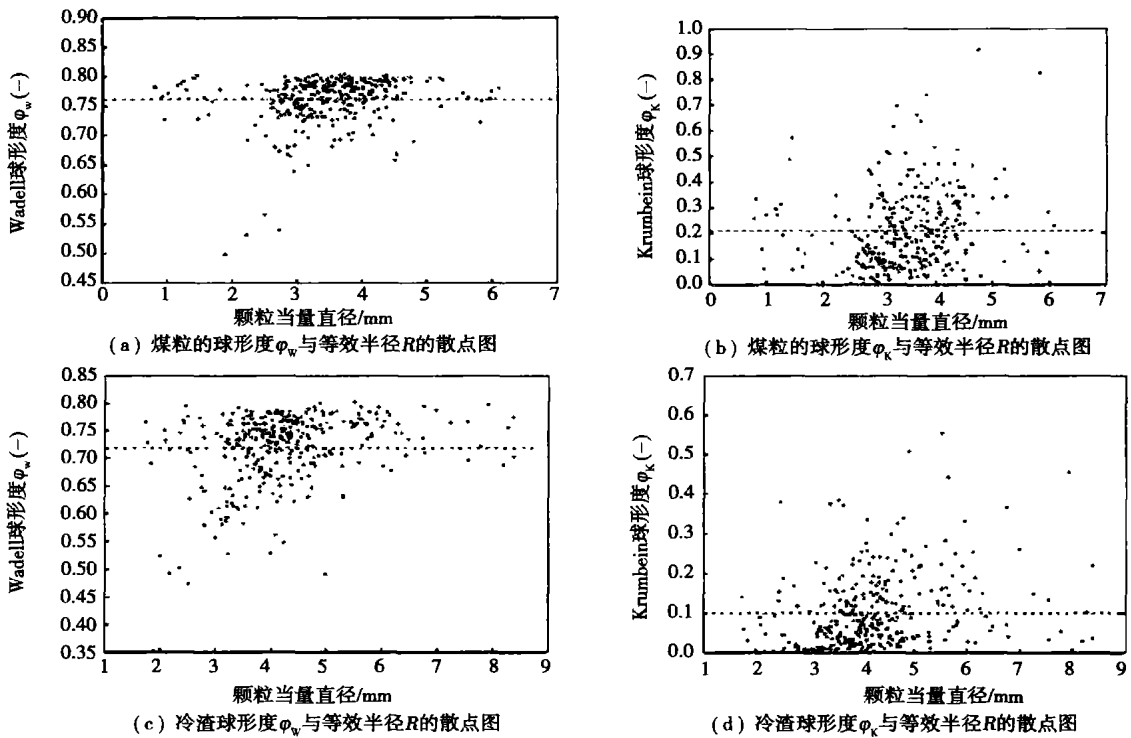 0.90
0.85
0.80
0.75
0.70
0.65
0.60
0.55
0.50
0.45
Wadell球形度φw(−)
0 1 2 3 4 5 6 7
颗粒当量直径/mm
(a) 煤粒的球形度φw与等效半径R的散点图
1.0
0.9
0.8
0.7
0.6
0.5
0.4
0.3
0.2
0.1
0.0
Krumbein球形度φK(−)
0 1 2 3 4 5 6 7
颗粒当量直径/mm
(b) 煤粒的球形度φK与等效半径R的散点图
0.85
0.80
0.75
0.70
0.65
0.60
0.55
0.50
0.45
0.40
0.35
Wadell球形度φw(−)
1 2 3 4 5 6 7 8 9
颗粒当量直径/mm
(c) 冷渣球形度φw与等效半径R的散点图
0.7
0.6
0.5
0.4
0.3
0.2
0.1
0.0
Krumbein球形度φK(−)
1 2 3 4 5 6 7 8 9
颗粒当量直径/mm
(d) 冷渣球形度φK与等效半径R的散点图